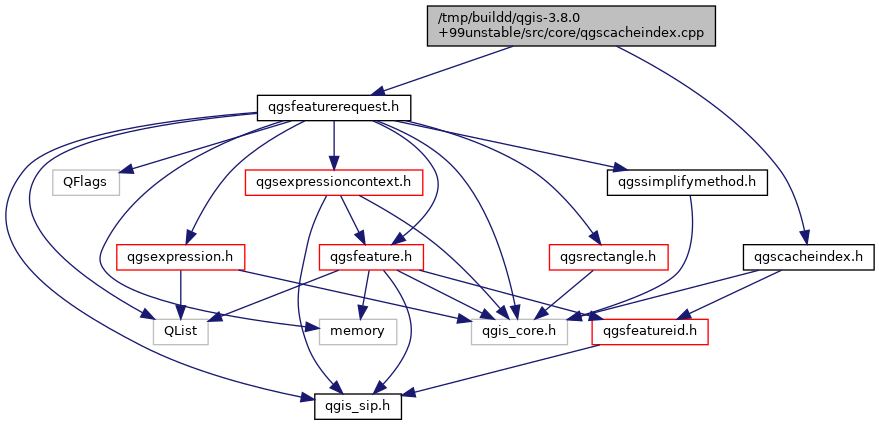 /tmp/buildd/qgis-3.8.0
+99unstable/src/core/qgscacheindex.cpp
qgsfeaturerequest.h
QFlags
qgsexpressioncontext.h
qgssimplifymethod.h
qgsexpression.h
qgsfeature.h
qgsrectangle.h
qgscacheindex.h
QList
memory
qgis_core.h
qgsfeatureid.h
qgis_sip.h